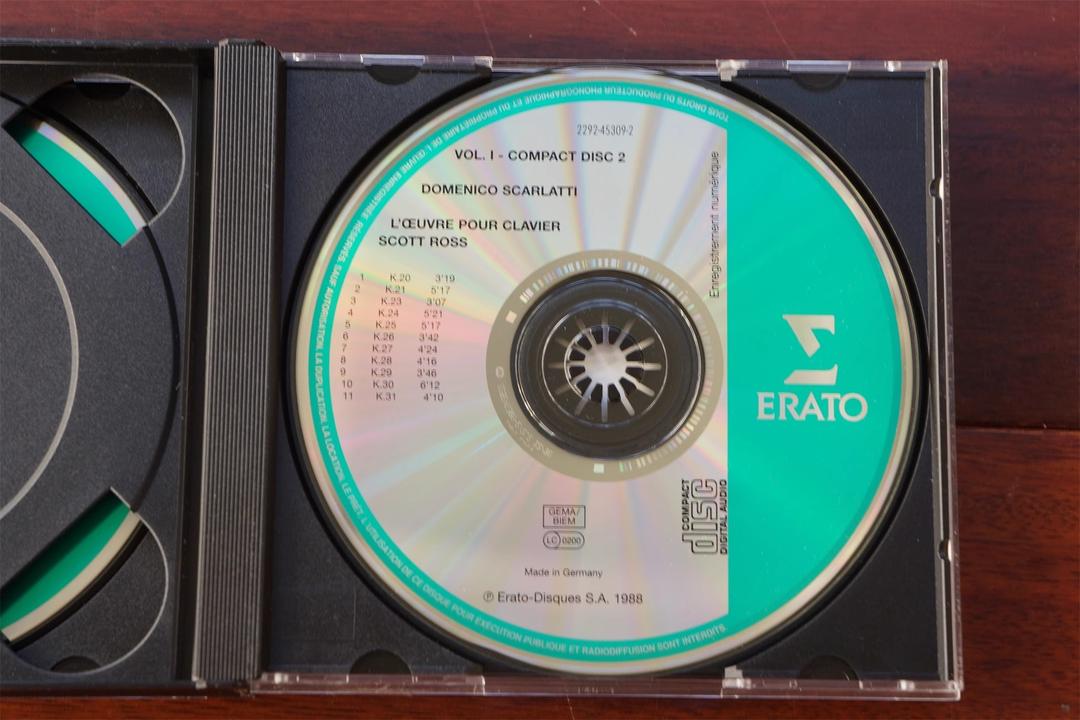 2292-45309-2
VOL. I - COMPACT DISC 2
DOMENICO SCARLATTI
L'ŒUVRE POUR CLAVIER
SCOTT ROSS
1 K.20 3'19
2 K.21 5'17
3 K.23 3'07
4 K.24 5'21
5 K.25 5'17
6 K.26 3'42
7 K.27 4'24
8 K.28 4'16
9 K.29 3'46
10 K.30 6'12
11 K.31 4'10
Enregistrement numérique
ERATO
COMPACT
disc
DIGITAL AUDIO
GEMA/
BIEM
LC 0200
Made in Germany
℗ Erato-Disques S.A. 1988
TOUS DROITS DU PRODUCTEUR PHONOGRAPHIQUE ET DU PROPRIÉTAIRE DE L'ŒUVRE ENREGISTRÉE RÉSERVÉS. SAUF AUTORISATION, LA DUPLICATION, LA LOCATION, LE PRÊT, L'UTILISATION DE CE DISQUE POUR EXÉCUTION PUBLIQUE ET RADIODIFFUSION SONT INTERDITS.